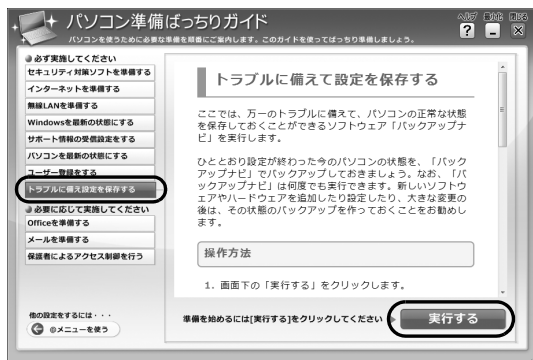 パソコン準備ばっちりガイド
パソコンを使うために必要な準備を順番にご案内します。このガイドを使ってばっちり準備しましょう。
ヘルプ 最小化 閉じる
必ず実施してください
セキュリティ対策ソフトを準備する
インターネットを準備する
無線LANを準備する
Windowsを最新の状態にする
サポート情報の受信設定をする
パソコンを最新の状態にする
ユーザー登録をする
トラブルに備え設定を保存する
必要に応じて実施してください
Officeを準備する
メールを準備する
保護者によるアクセス制御を行う
他の設定をするには・・・
@メニューを使う
トラブルに備えて設定を保存する
ここでは、万一のトラブルに備えて、パソコンの正常な状態
を保存しておくことができるソフトウェア「バックアップナ
ビ」を実行します。
ひととおり設定が終わった今のパソコンの状態を、「バック
アップナビ」でバックアップしておきましょう。なお、「バ
ックアップナビ」は何度でも実行できます。新しいソフトウ
ェアやハードウェアを追加したり設定したり、大きな変更の
後は、その状態のバックアップを作っておくことをお勧めし
ます。
操作方法
1. 画面下の「実行する」をクリックします。
準備を始めるには[実行する]をクリックしてください
実行する